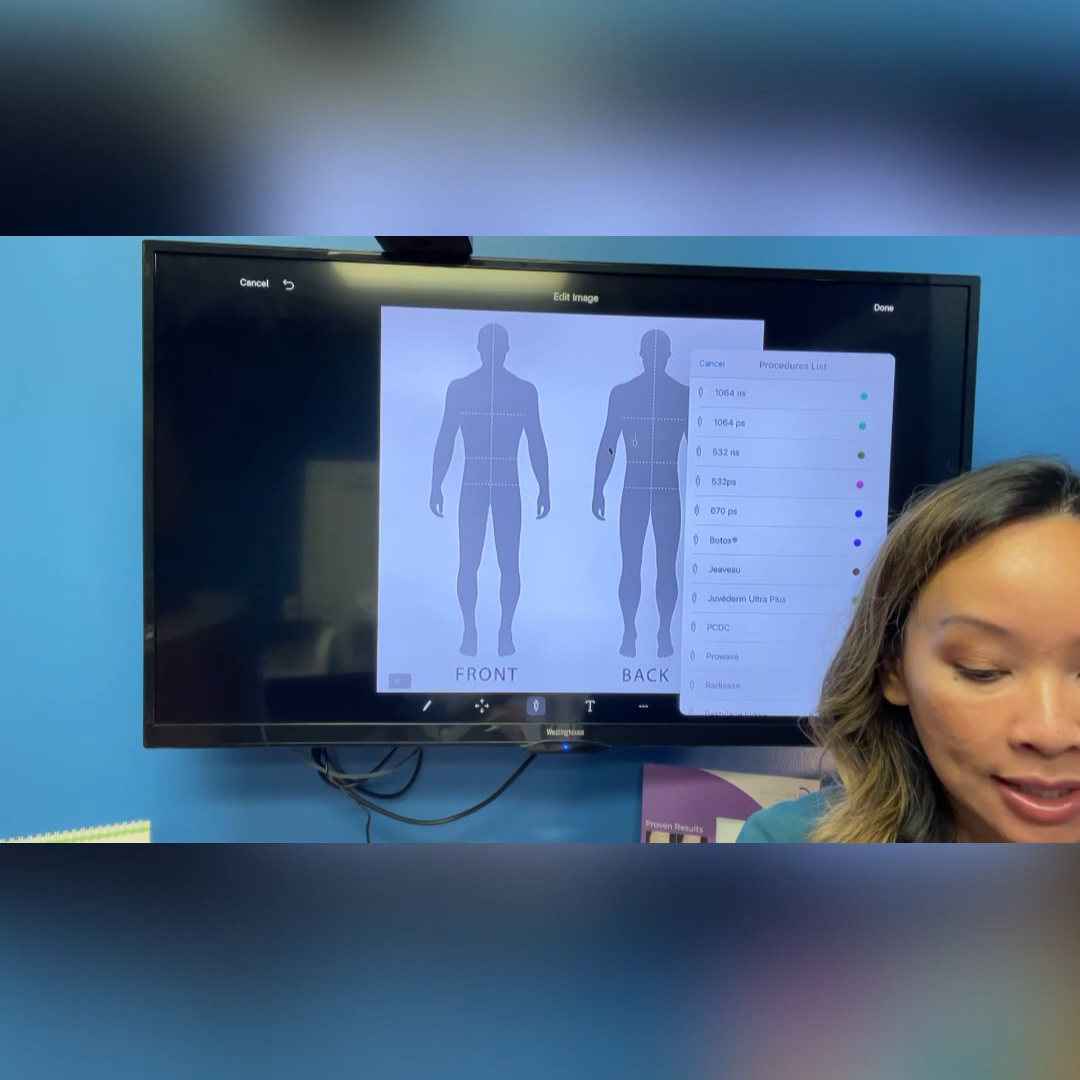 Cancel
Edit Image
Done
Cancel
Procedures List
1064 ns
1064 ps
532 ns
532ps
670 ps
Botox®
Jeaveau
Juvéderm Ultra Plus
PCDC
Prowave
Radiesse
FRONT
BACK
T
Westinghouse
Proven Results